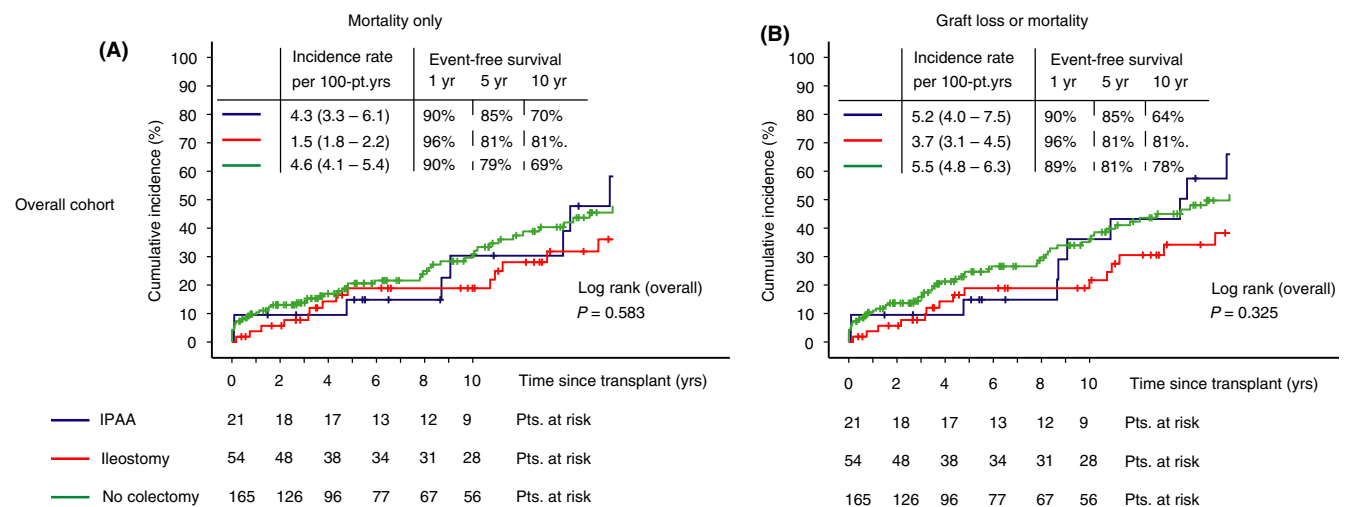 Mortality only
(A)
Incidence rate
per 100-pt.yrs
Event-free survival
1 yr 5 yr 10 yr
4.3 (3.3 – 6.1) 90% 85% 70%
1.5 (1.8 – 2.2) 96% 81% 81%.
4.6 (4.1 – 5.4) 90% 79% 69%
Cumulative incidence (%)
100
90
80
70
60
50
40
30
20
10
0
Overall cohort
Log rank (overall)
P = 0.583
0 2 4 6 8 10 Time since transplant (yrs)
IPAA 21 18 17 13 12 9 Pts. at risk
Ileostomy 54 48 38 34 31 28 Pts. at risk
No colectomy 165 126 96 77 67 56 Pts. at risk
Graft loss or mortality
(B)
Incidence rate
per 100-pt.yrs
Event-free survival
1 yr 5 yr 10 yr
5.2 (4.0 – 7.5) 90% 85% 64%
3.7 (3.1 – 4.5) 96% 81% 81%.
5.5 (4.8 – 6.3) 89% 81% 78%
Cumulative incidence (%)
100
90
80
70
60
50
40
30
20
10
0
Log rank (overall)
P = 0.325
0 2 4 6 8 10 Time since transplant (yrs)
21 18 17 13 12 9 Pts. at risk
54 48 38 34 31 28 Pts. at risk
165 126 96 77 67 56 Pts. at risk